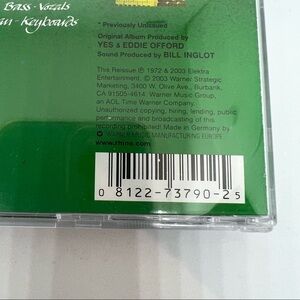 Bass · Vocals
an · Keyboards
* Previously Unissued
Original Album Produced by
YES & EDDIE OFFORD
Sound Produced by BILL INGLOT
This Reissue ℗ 1972 & 2003 Elektra
Entertainment. © 2003 Warner Strategic
Marketing, 3400 W. Olive Ave., Burbank,
CA 91505-4614. Warner Music Group,
an AOL Time Warner Company.
Unauthorized copying, hiring, lending, public
performance and broadcasting of this
recording prohibited. Made in Germany by
MANUFACTURING EUROPE
www.rhino.com
0 8122-73790-2 5